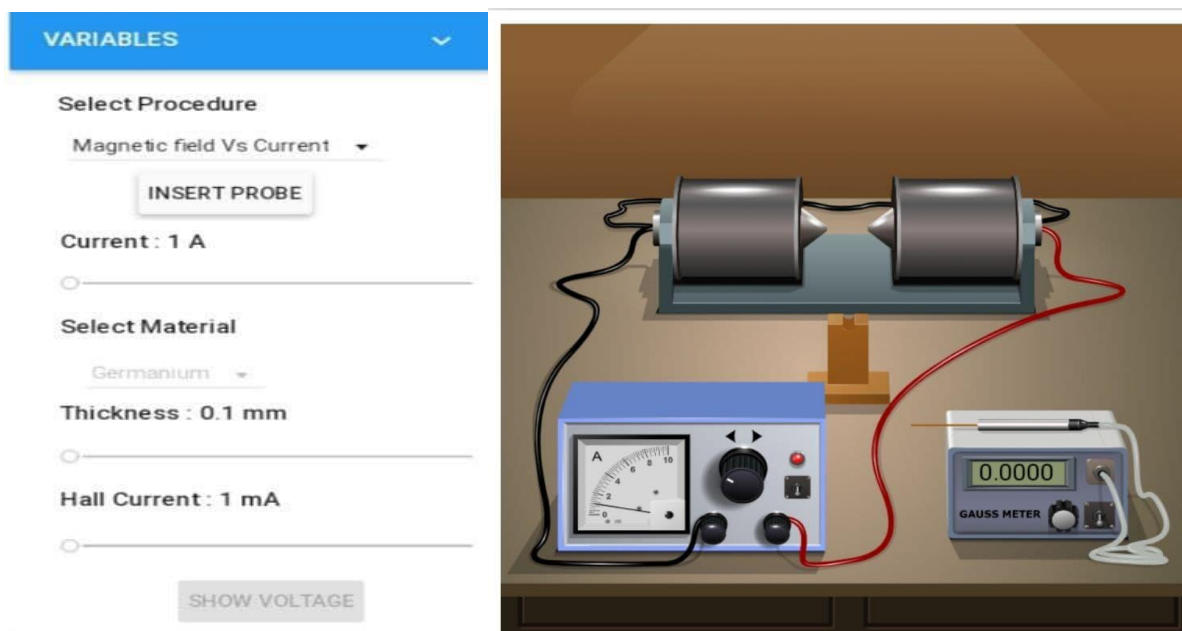 VARIABLES
Select Procedure
Magnetic field Vs Current
INSERT PROBE
Current : 1 A
Select Material
Germanium
Thickness : 0.1 mm
Hall Current : 1 mA
SHOW VOLTAGE
A
0 2 4 6 8 10
0.0000
GAUSS METER